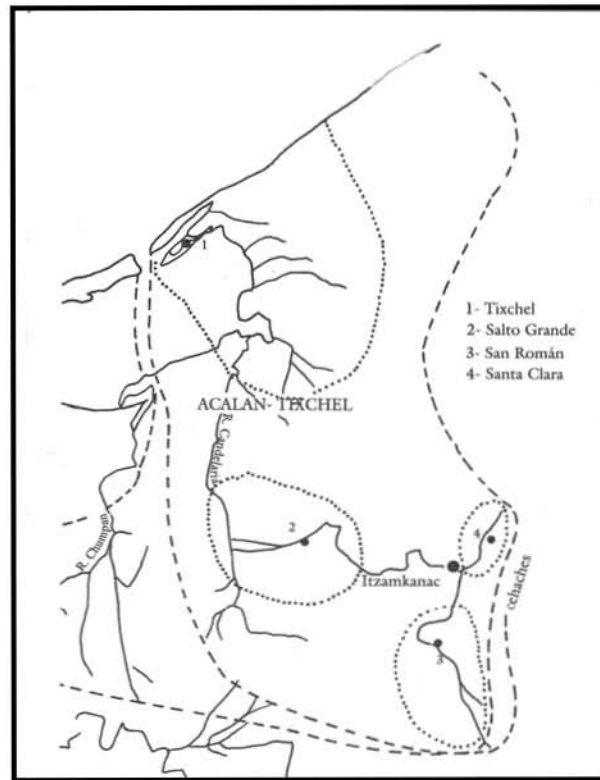 1
1- Tixchel
2- Salto Grande
3- San Román
4- Santa Clara
ACALAN- TIXCHEL
R. Candelaria
R. Chumpan
2
4
Itzamkanac
cehaches
3